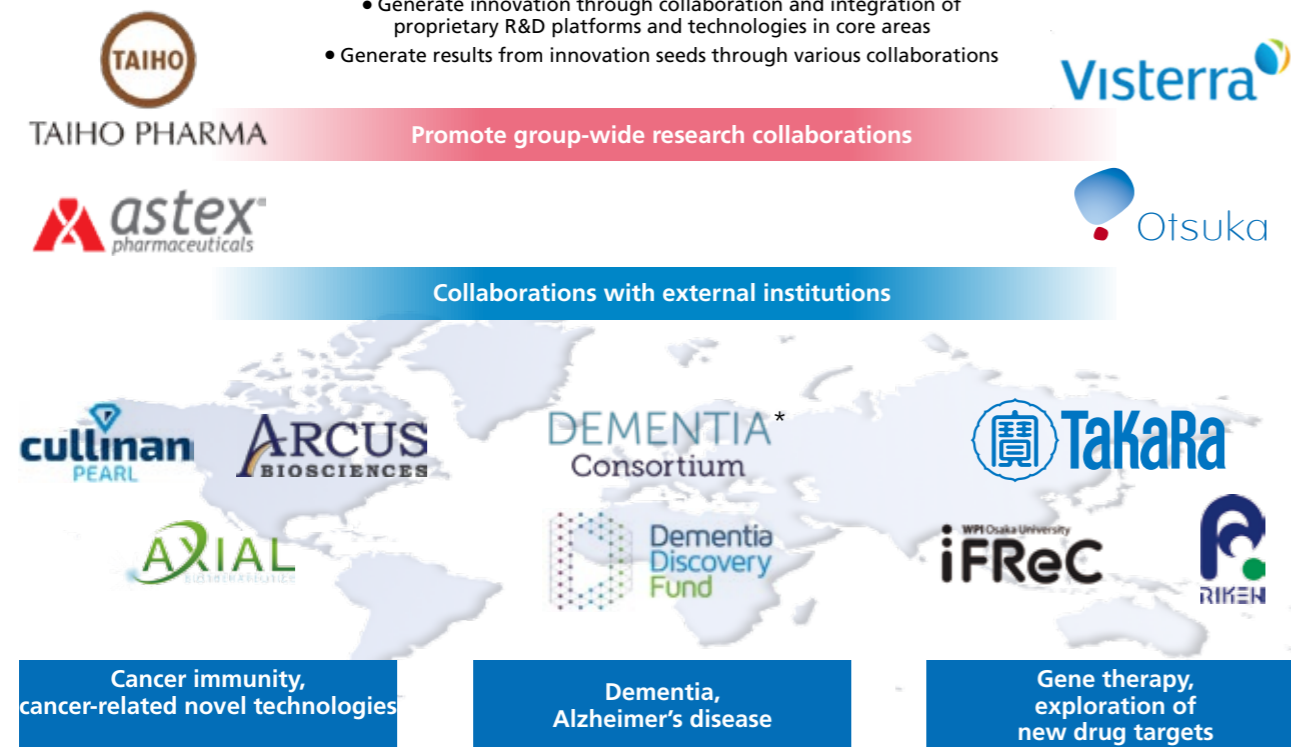 • Generate innovation through collaboration and integration of
proprietary R&D platforms and technologies in core areas
• Generate results from innovation seeds through various collaborations
TAIHO
TAIHO PHARMA
Visterra
Promote group-wide research collaborations
astex®
pharmaceuticals
Otsuka
Collaborations with external institutions
cullinan
PEARL
ARCUS
BIOSCIENCES
DEMENTIA*
Consortium
寶 TaKaRa
AXIAL
Dementia
Discovery
Fund
WPI Osaka University
iFReC
RIKEN
Cancer immunity,
cancer-related novel technologies
Dementia,
Alzheimer’s disease
Gene therapy,
exploration of
new drug targets